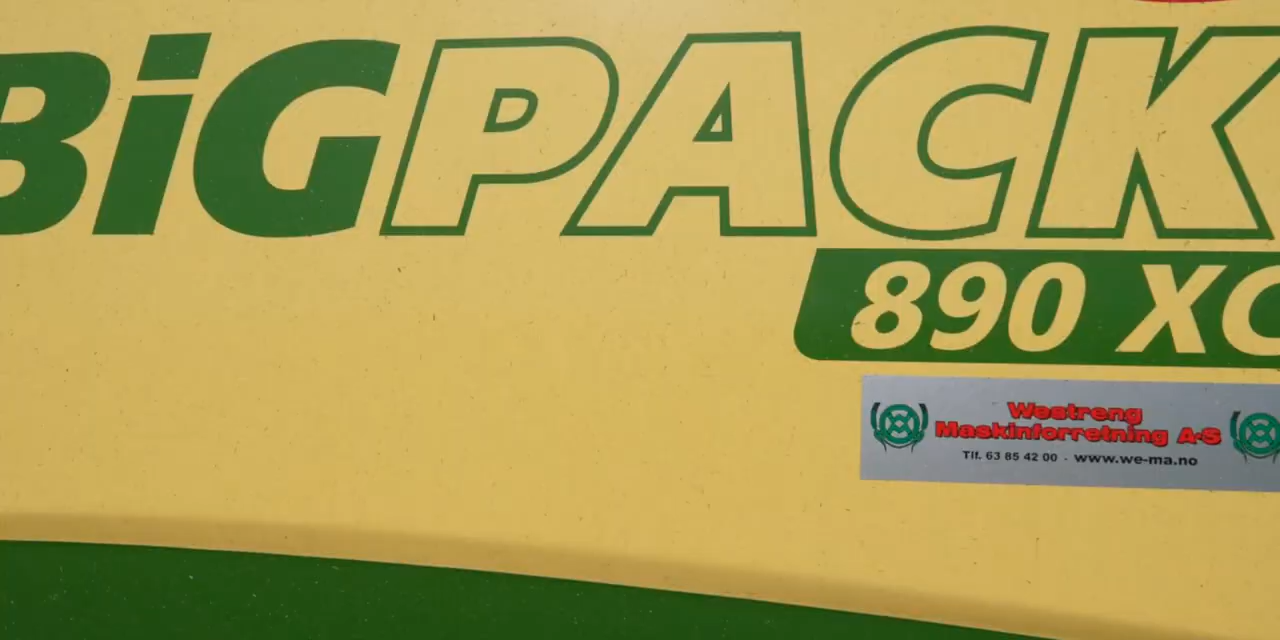 BiGPACK
890 XC
Westreng
Maskinforretning A·S
Tlf. 63 85 42 00 - www.we-ma.no